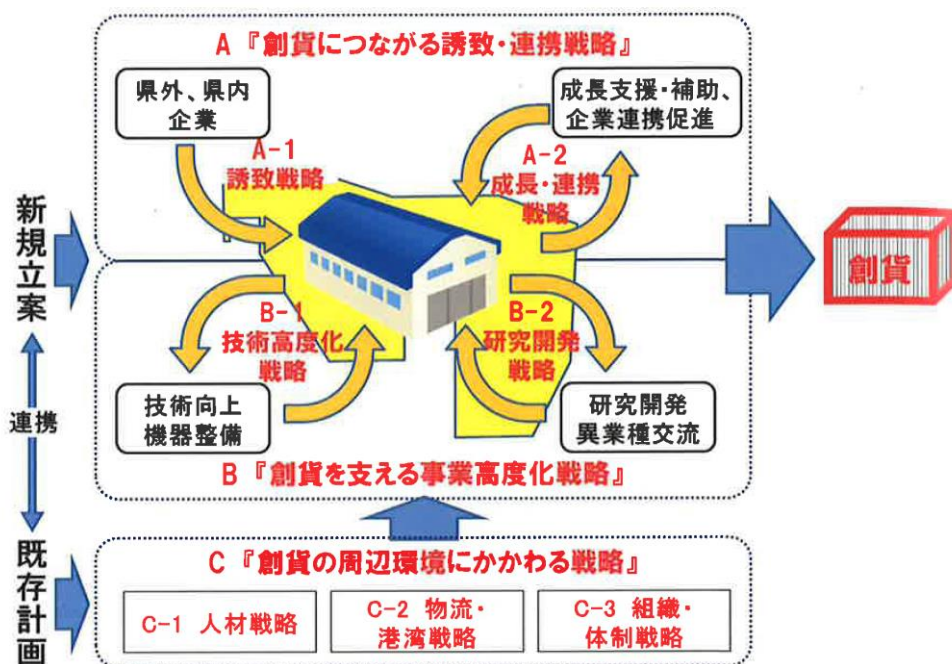 A『創貨につながる誘致・連携戦略』
県外、県内
企業
成長支援・補助、
企業連携促進
A-1
誘致戦略
A-2
成長・連携
戦略
新規立案
創貨
B-1
技術高度化
戦略
B-2
研究開発
戦略
技術向上
機器整備
研究開発
異業種交流
連携
B『創貨を支える事業高度化戦略』
既存計画
C『創貨の周辺環境にかかわる戦略』
C-1 人材戦略
C-2 物流・
港湾戦略
C-3 組織・
体制戦略